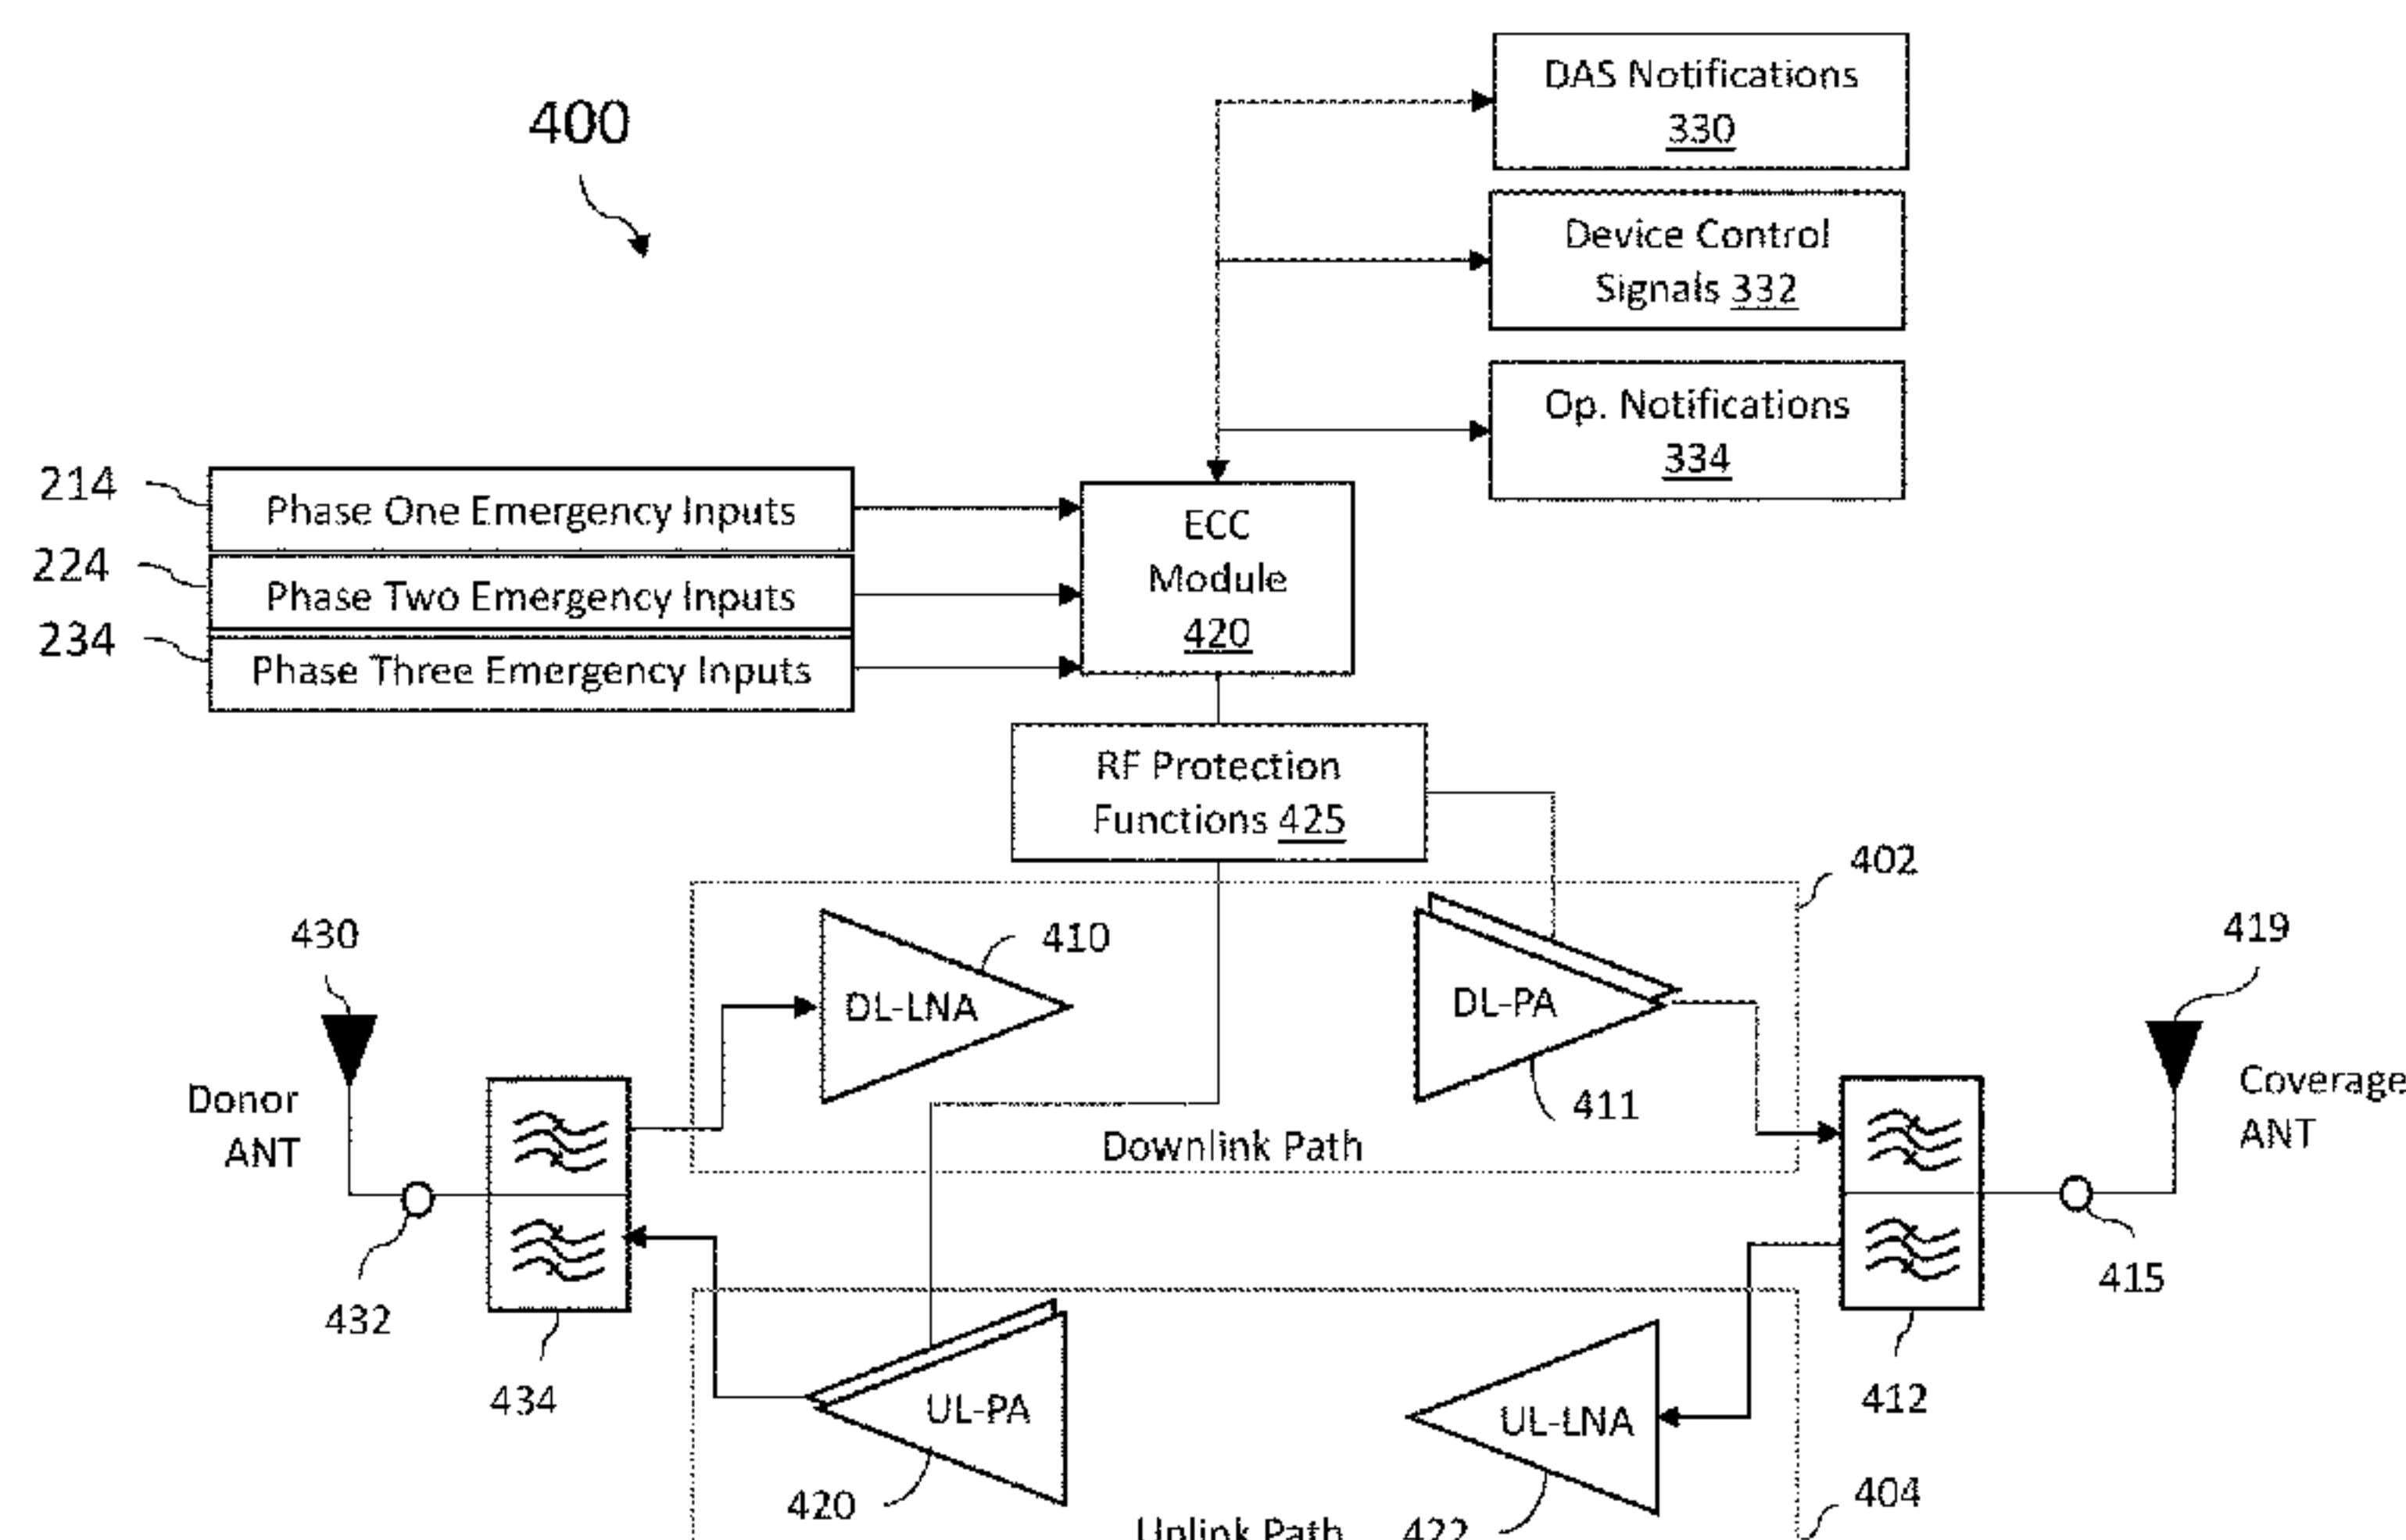 DAS Notifications
330
400
Device Control
Signals 332
Op. Notifications
334
214
Phase One Emergency Inputs
224
Phase Two Emergency Inputs
234
Phase Three Emergency Inputs
ECC
Module
420
RF Protection
Functions 425
402
430
410
419
DL-LNA
DL-PA
411
Donor
ANT
Coverage
ANT
Downlink Path
432
415
434
412
UL-PA
UL-LNA
420
404
Uplink Path
422